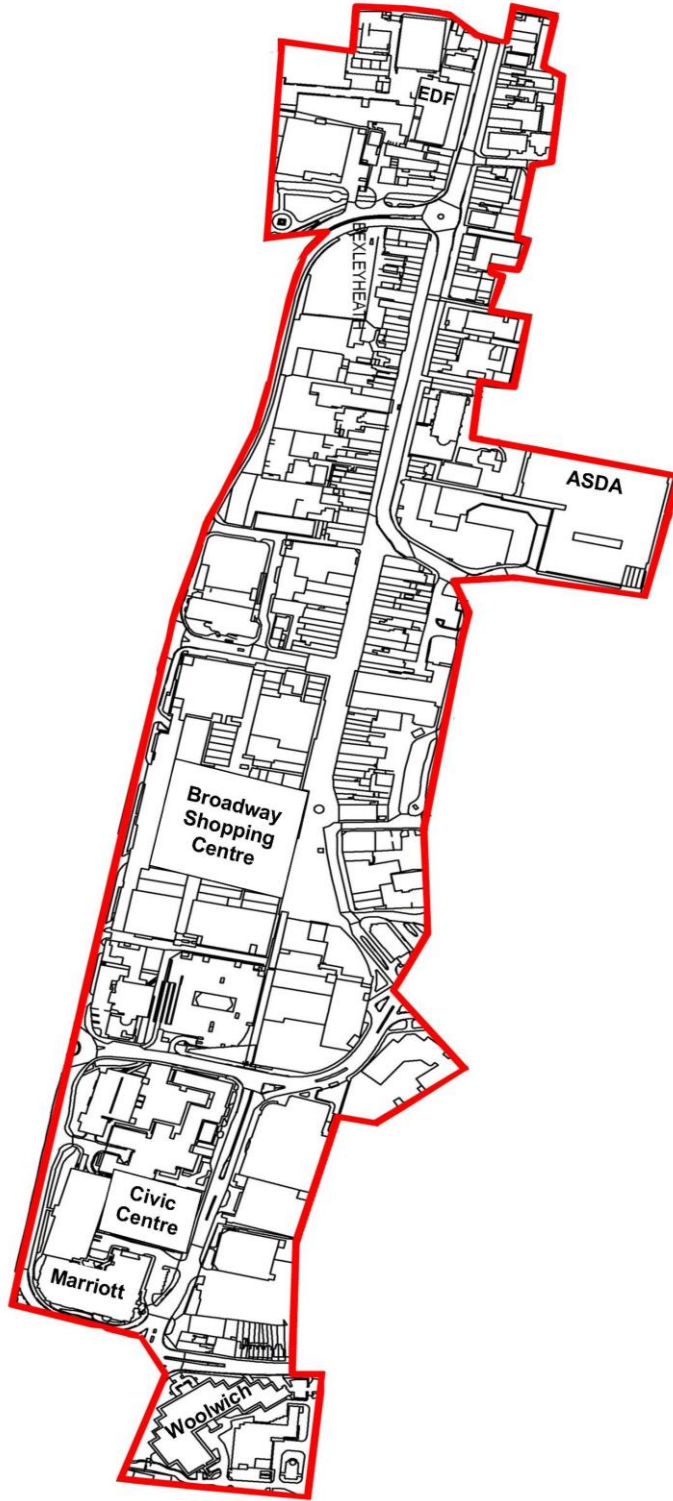 EDF
BEXLEYHEATH
ASDA
Broadway
Shopping
Centre
Civic
Centre
Marriott
Woolwich